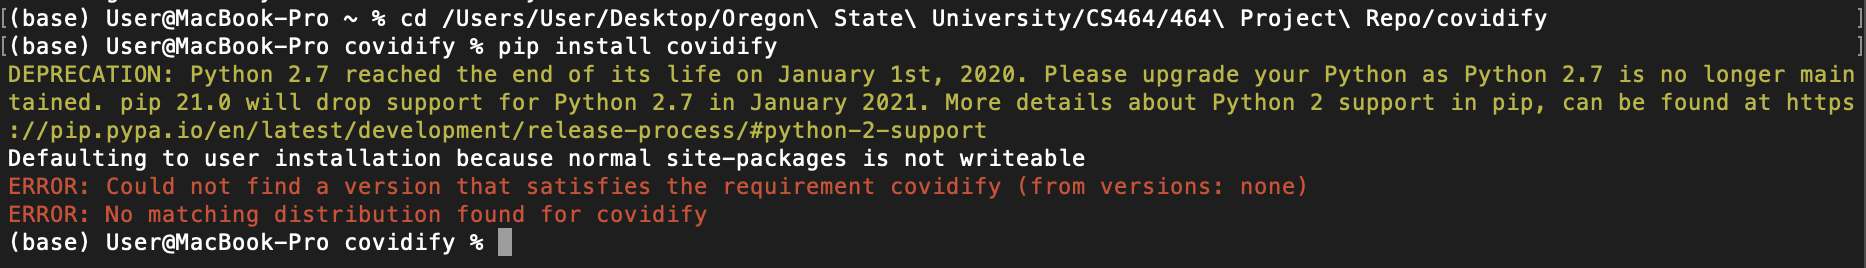 [(base) User@MacBook-Pro ~ % cd /Users/User/Desktop/Oregon\ State\ University/CS464/464\ Project\ Repo/covidify ]
[(base) User@MacBook-Pro covidify % pip install covidify ]
DEPRECATION: Python 2.7 reached the end of its life on January 1st, 2020. Please upgrade your Python as Python 2.7 is no longer main
tained. pip 21.0 will drop support for Python 2.7 in January 2021. More details about Python 2 support in pip, can be found at https
://pip.pypa.io/en/latest/development/release-process/#python-2-support
Defaulting to user installation because normal site-packages is not writeable
ERROR: Could not find a version that satisfies the requirement covidify (from versions: none)
ERROR: No matching distribution found for covidify
(base) User@MacBook-Pro covidify %